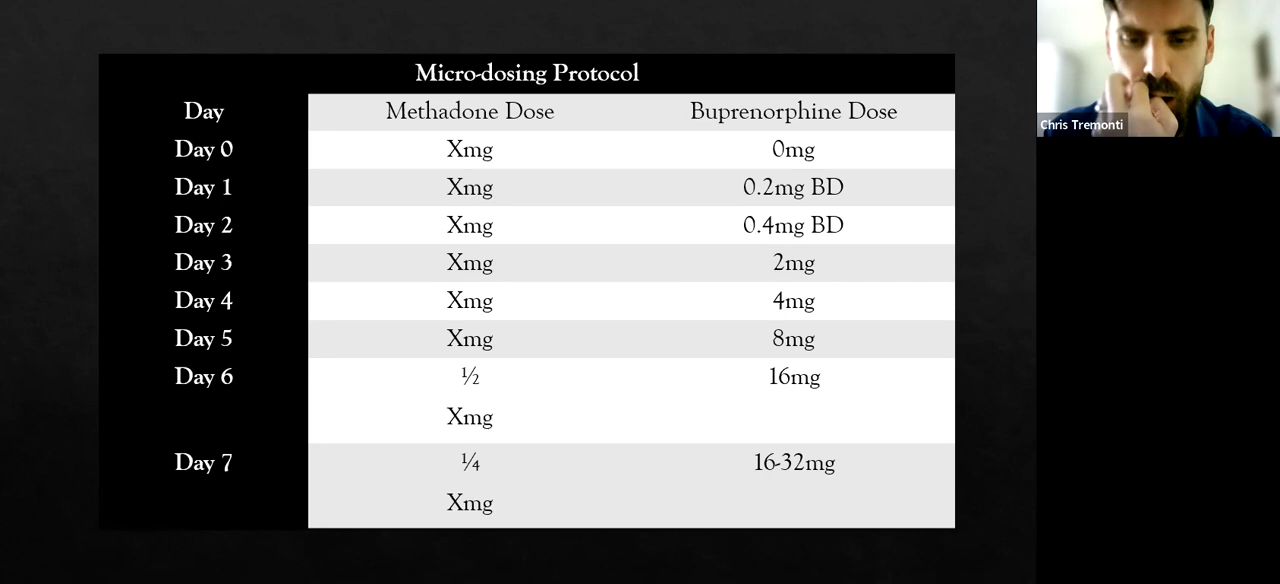 Micro-dosing Protocol
Day Methadone Dose Buprenorphine Dose
Day 0 Xmg 0mg
Day 1 Xmg 0.2mg BD
Day 2 Xmg 0.4mg BD
Day 3 Xmg 2mg
Day 4 Xmg 4mg
Day 5 Xmg 8mg
Day 6 ½ 16mg
Xmg
Day 7 ¼ 16-32mg
Xmg
Chris Tremonti